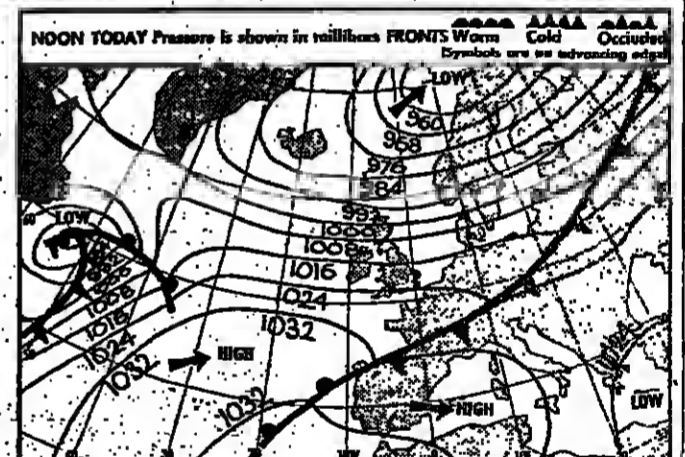 NOON TODAY Pressure is shown in millibars FRONTS Warm Cold Occluded
(Symbols are on advancing edge)
LOW
960
968
976
984
992
1000
LOW
1008
1016
1024
1008
1016
1024
1032
1032
HIGH
1032
HIGH
LOW
1024